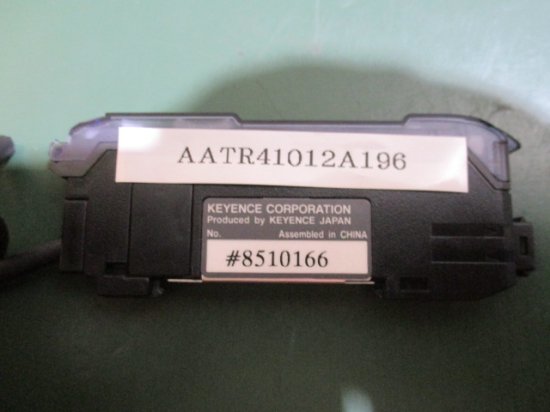 AATR41012A196
KEYENCE CORPORATION
Produced by KEYENCE JAPAN
No. Assembled in CHINA
#8510166